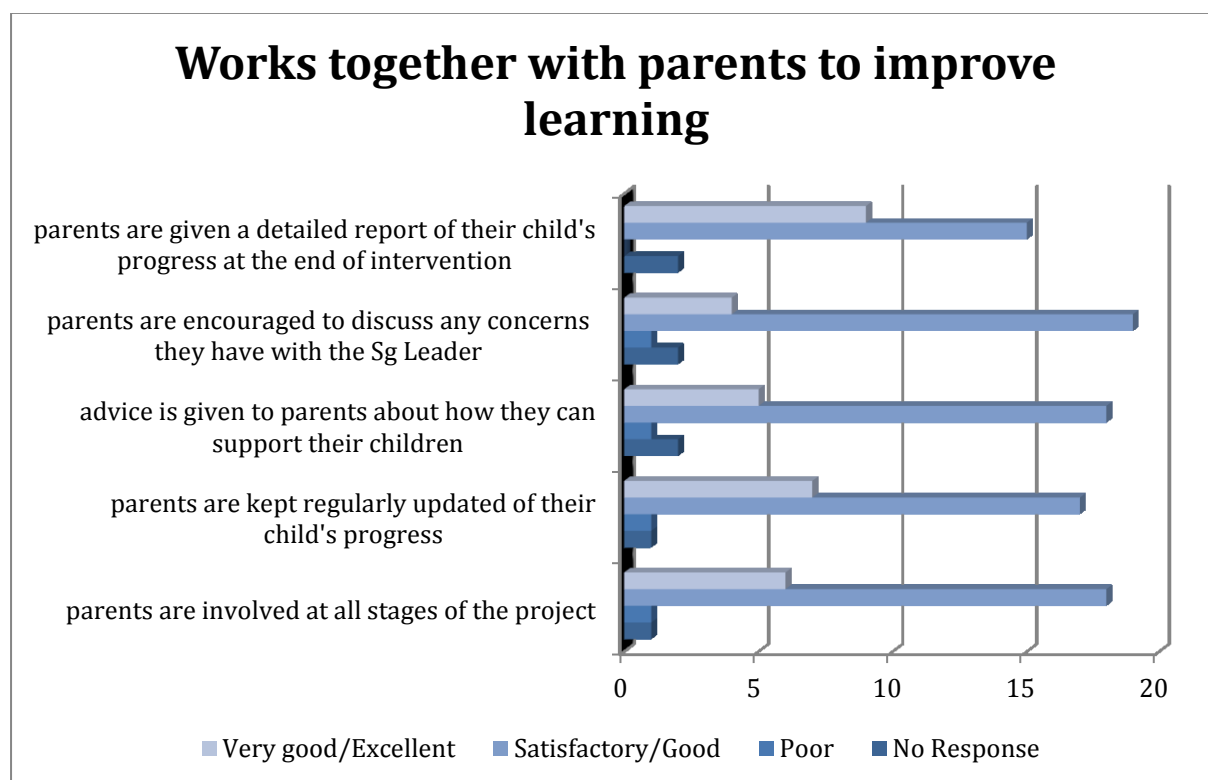 Works together with parents to improve
learning
parents are given a detailed report of their child's
progress at the end of intervention
parents are encouraged to discuss any concerns
they have with the Sg Leader
advice is given to parents about how they can
support their children
parents are kept regularly updated of their
child's progress
parents are involved at all stages of the project
0 5 10 15 20
Very good/Excellent Satisfactory/Good Poor No Response